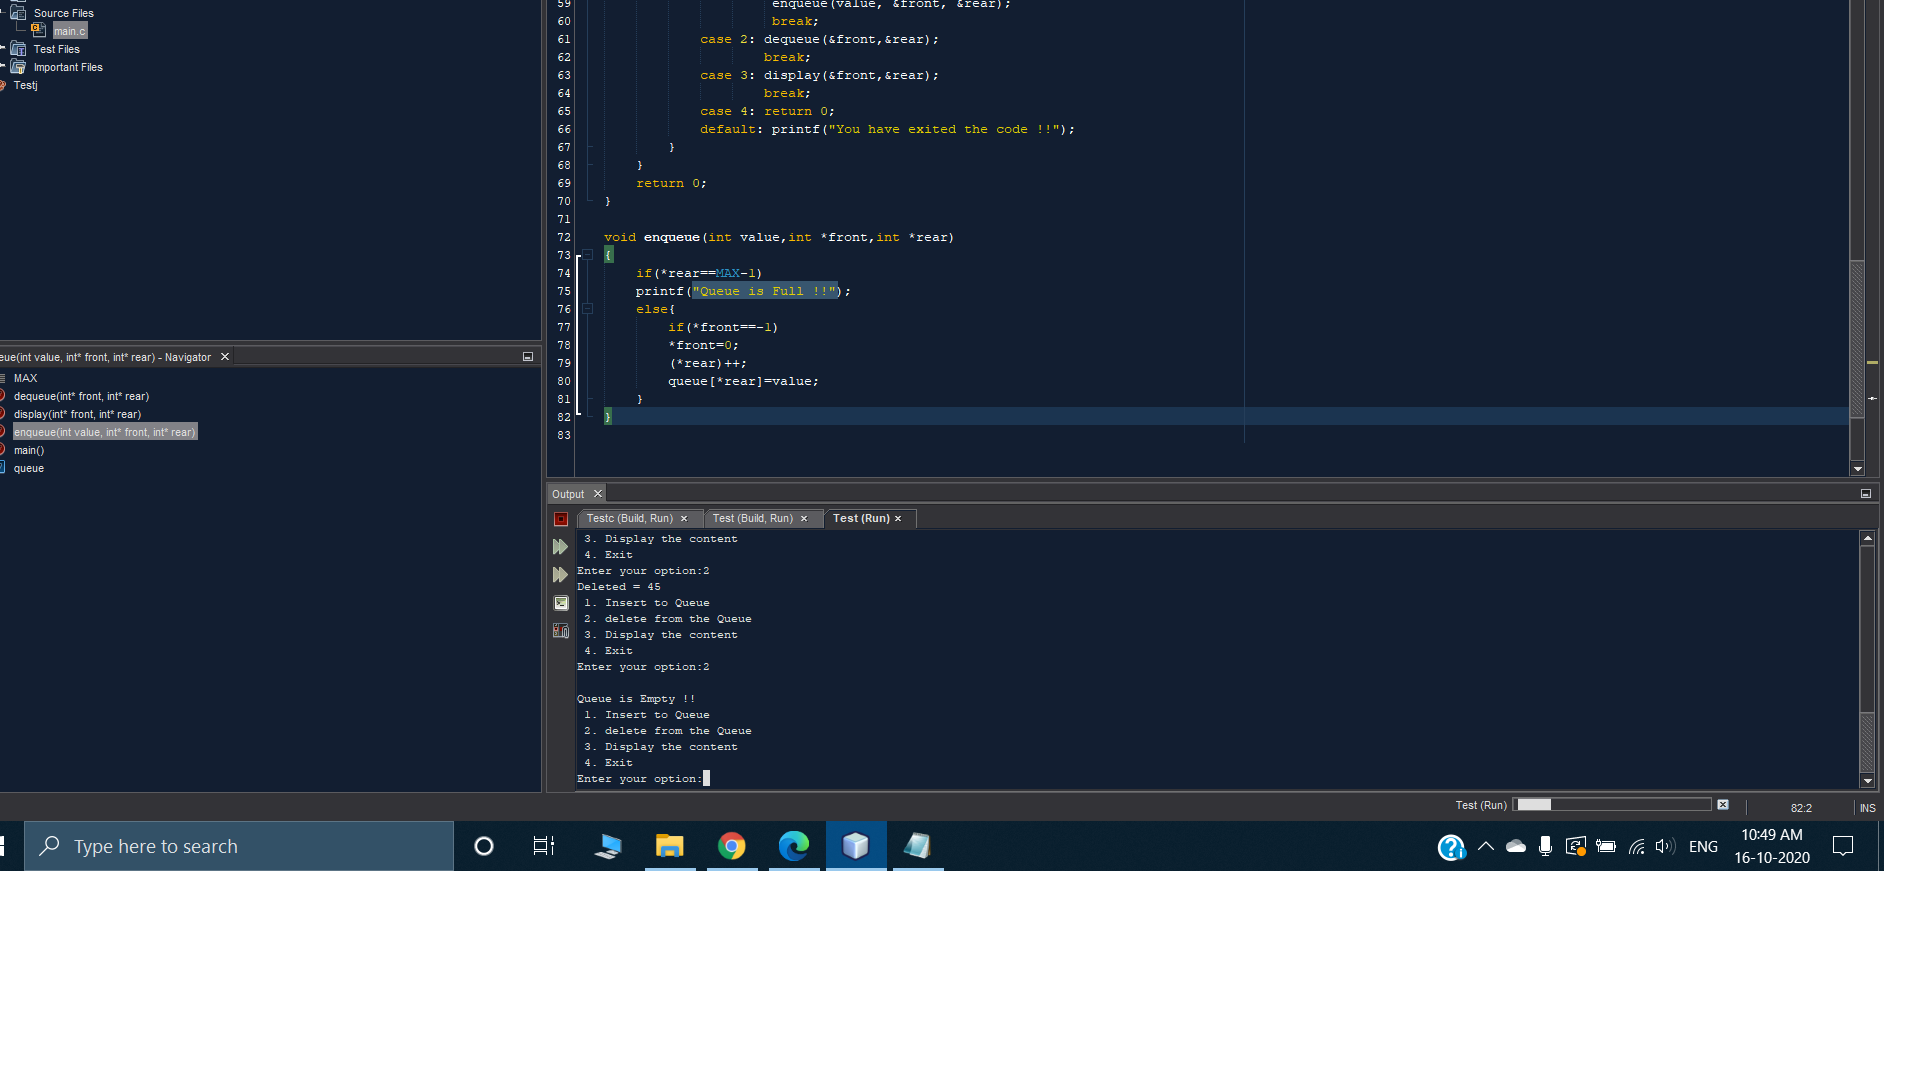 Source Files
main.c
Test Files
Important Files
Testj
eue(int value, int* front, int* rear) - Navigator
MAX
dequeue(int* front, int* rear)
display(int* front, int* rear)
enqueue(int value, int* front, int* rear)
main()
queue
59 enqueue(value, &front, &rear);
60 break;
61 case 2: dequeue(&front,&rear);
62 break;
63 case 3: display(&front,&rear);
64 break;
65 case 4: return 0;
66 default: printf("You have exited the code !!");
67 }
68 }
69 return 0;
70 }
71
72 void enqueue(int value,int *front,int *rear)
73 {
74 if(*rear==MAX-1)
75 printf("Queue is Full !!");
76 else{
77 if(*front==-1)
78 *front=0;
79 (*rear)++;
80 queue[*rear]=value;
81 }
82 }
83
Output
Testc (Build, Run) Test (Build, Run) Test (Run)
3. Display the content
4. Exit
Enter your option:2
Deleted = 45
1. Insert to Queue
2. delete from the Queue
3. Display the content
4. Exit
Enter your option:2
Queue is Empty !!
1. Insert to Queue
2. delete from the Queue
3. Display the content
4. Exit
Enter your option:
Test (Run) 82:2 INS
Type here to search
ENG
10:49 AM
16-10-2020